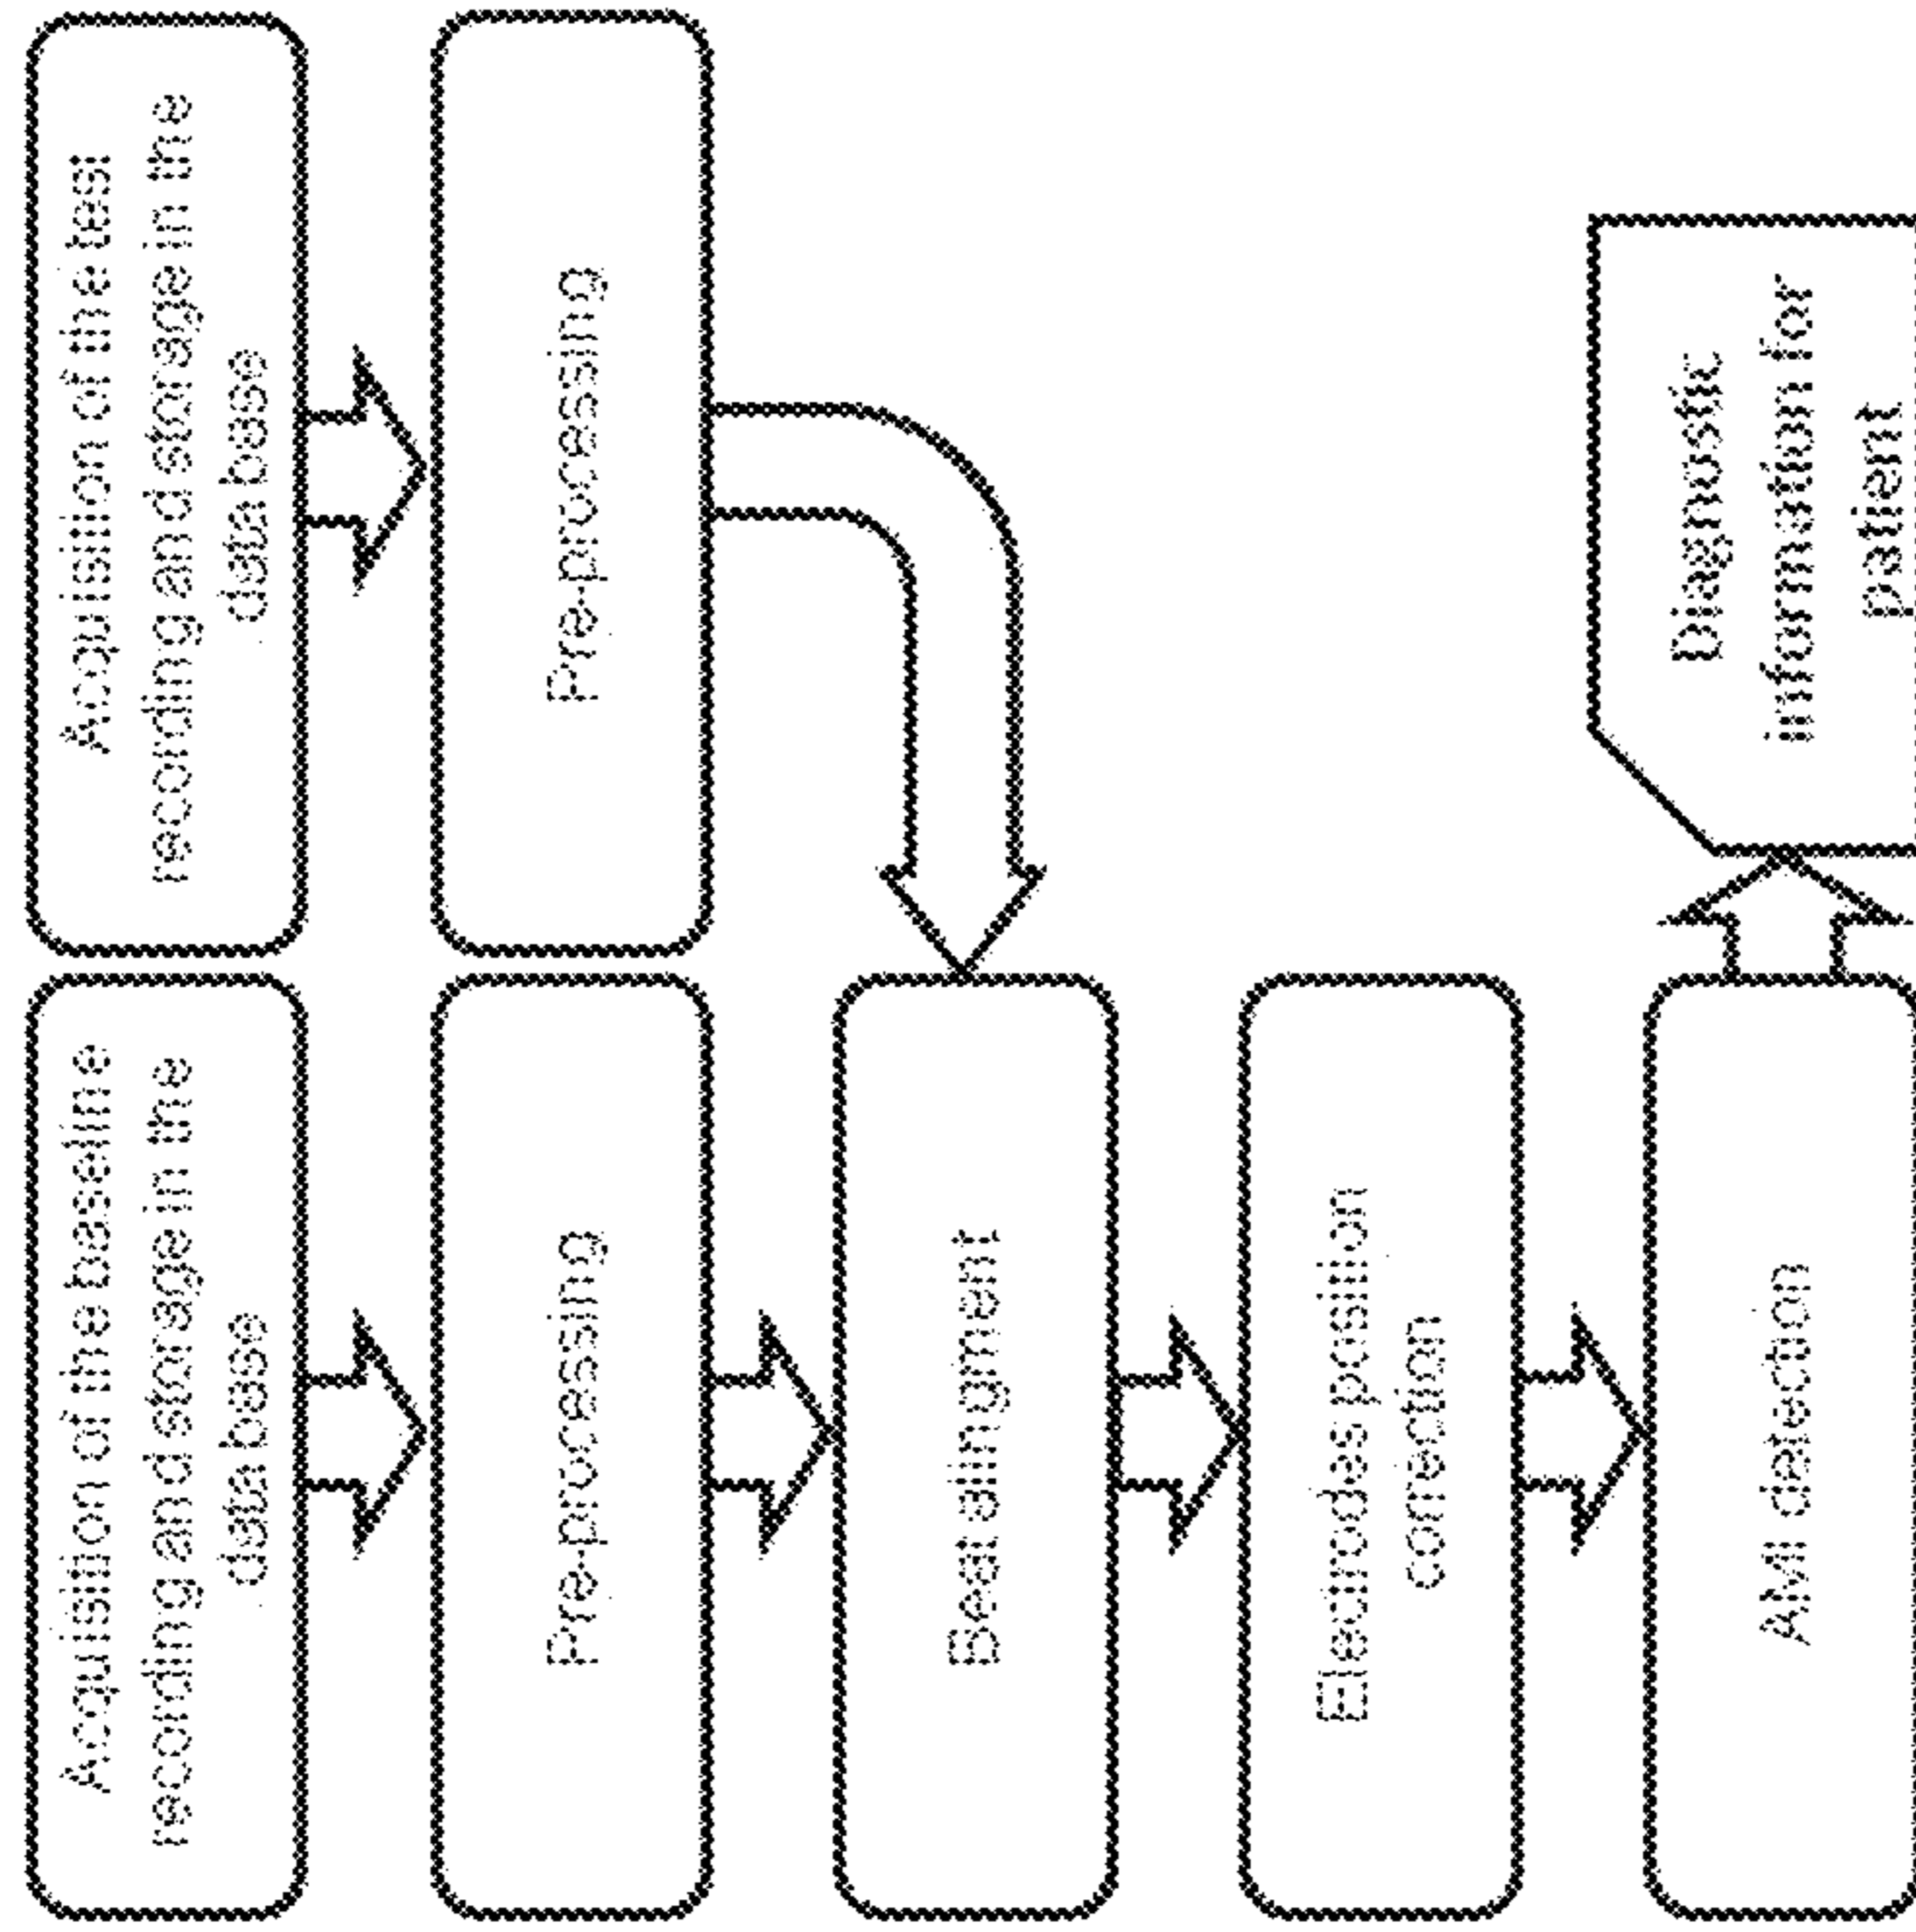 Acquisition of the baseline
recording and storage in the
data base
Acquisition of the test
recording and storage in the
data base
Pre-processing
Pre-processing
Beat alingment
Electrodes position
correction
AMI detection
Diagnostic
information for
patient